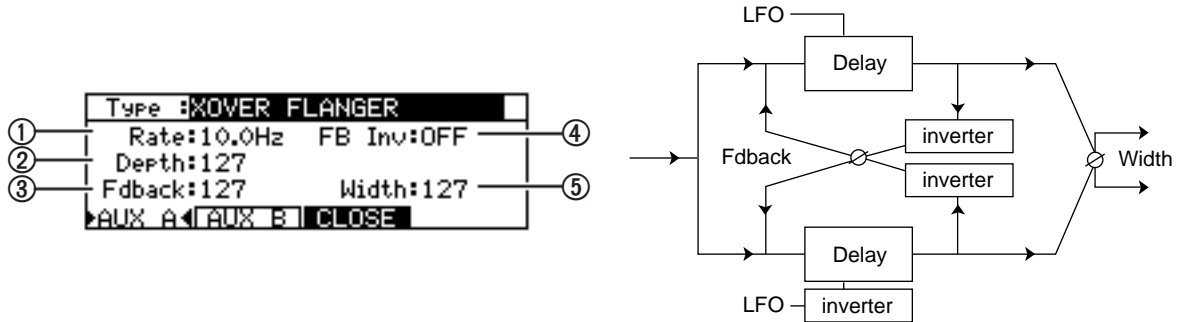 Type :XOVER FLANGER
① Rate:10.0Hz FB Inv:OFF ④
② Depth:127
③ Fdback:127 Width:127 ⑤
AUX A AUX B CLOSE
LFO
Delay
inverter
Fdback
Width
inverter
Delay
LFO
inverter